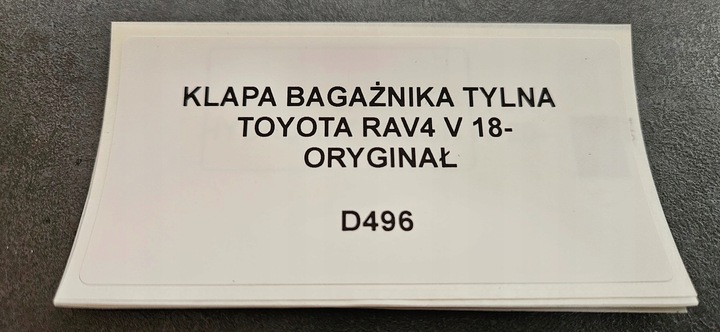 KLAPA BAGAŻNIKA TYLNA
TOYOTA RAV4 V 18-
ORYGINAŁ
D496